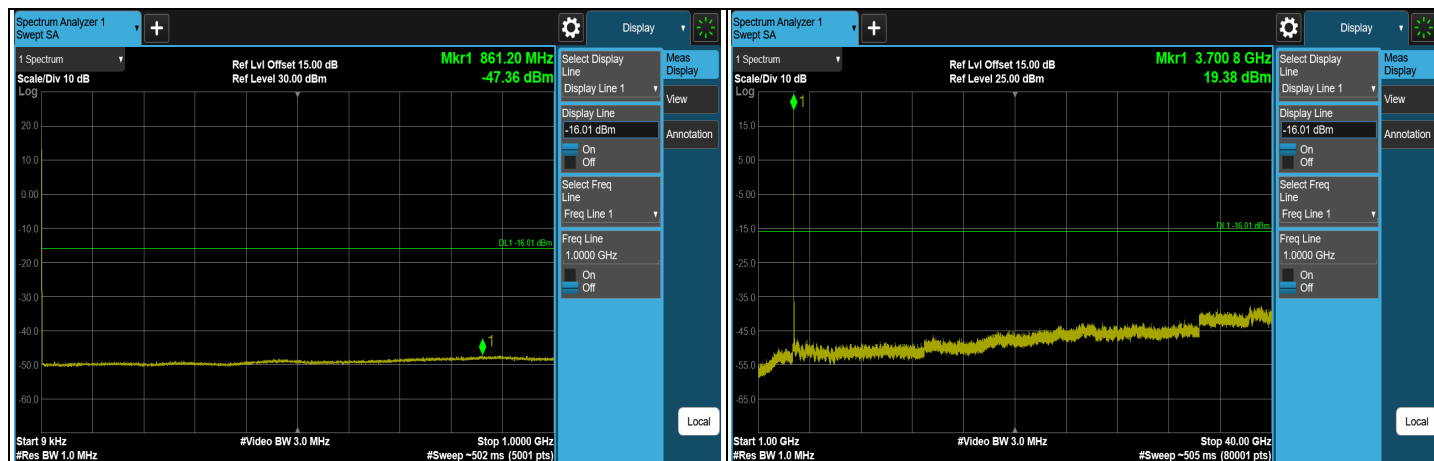 Spectrum Analyzer 1
Swept SA
+
Display
1 Spectrum
Scale/Div 10 dB
Ref Lvl Offset 15.00 dB
Ref Level 30.00 dBm
Mkr1 861.20 MHz
-47.36 dBm
Log
20.0
10.0
0.00
-10.0
-20.0
-30.0
-40.0
-50.0
-60.0
DL1 -16.01 dBm
1
Start 9 kHz
#Res BW 1.0 MHz
#Video BW 3.0 MHz
Stop 1.0000 GHz
#Sweep ~502 ms (5001 pts)
Select Display
Line
Display Line 1
Display Line
-16.01 dBm
On
Off
Select Freq
Line
Freq Line 1
Freq Line
1.0000 GHz
On
Off
Meas
Display
View
Annotation
Local
Spectrum Analyzer 1
Swept SA
+
Display
1 Spectrum
Scale/Div 10 dB
Ref Lvl Offset 15.00 dB
Ref Level 25.00 dBm
Mkr1 3.700 8 GHz
19.38 dBm
Log
1
15.0
5.00
-5.00
-15.0
-25.0
-35.0
-45.0
-55.0
-65.0
DL1 -16.01 dBm
Start 1.00 GHz
#Res BW 1.0 MHz
#Video BW 3.0 MHz
Stop 40.00 GHz
#Sweep ~505 ms (80001 pts)
Select Display
Line
Display Line 1
Display Line
-16.01 dBm
On
Off
Select Freq
Line
Freq Line 1
Freq Line
1.0000 GHz
On
Off
Meas
Display
View
Annotation
Local